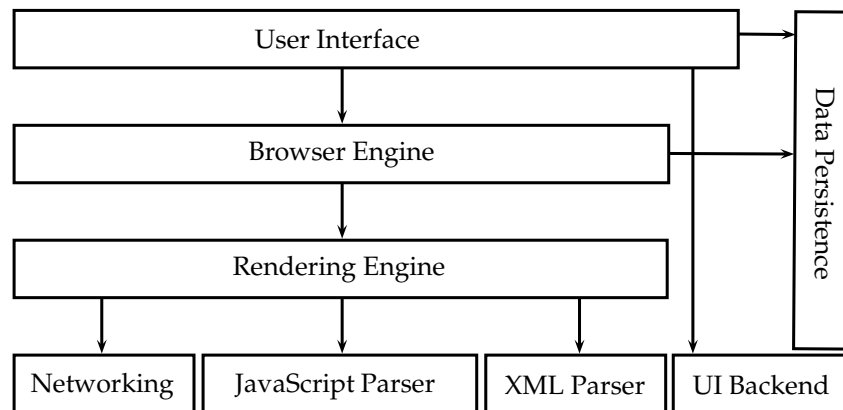 User Interface
Data Persistence
Browser Engine
Rendering Engine
Networking
JavaScript Parser
XML Parser
UI Backend